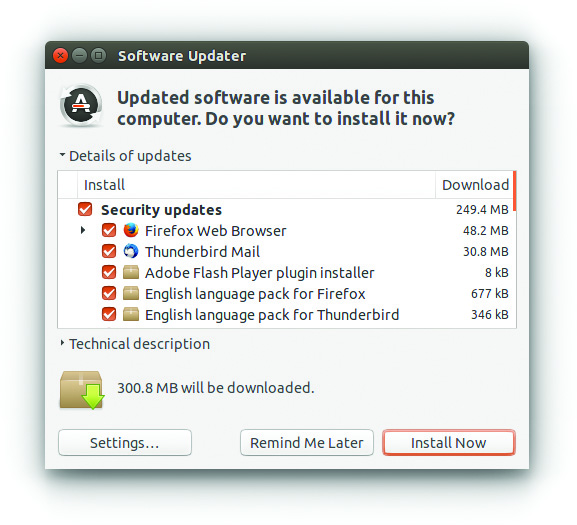 Software Updater
Updated software is available for this
computer. Do you want to install it now?
Details of updates
Install Download
Security updates 249.4 MB
Firefox Web Browser 48.2 MB
Thunderbird Mail 30.8 MB
Adobe Flash Player plugin installer 8 kB
English language pack for Firefox 677 kB
English language pack for Thunderbird 346 kB
Technical description
300.8 MB will be downloaded.
Settings... Remind Me Later Install Now